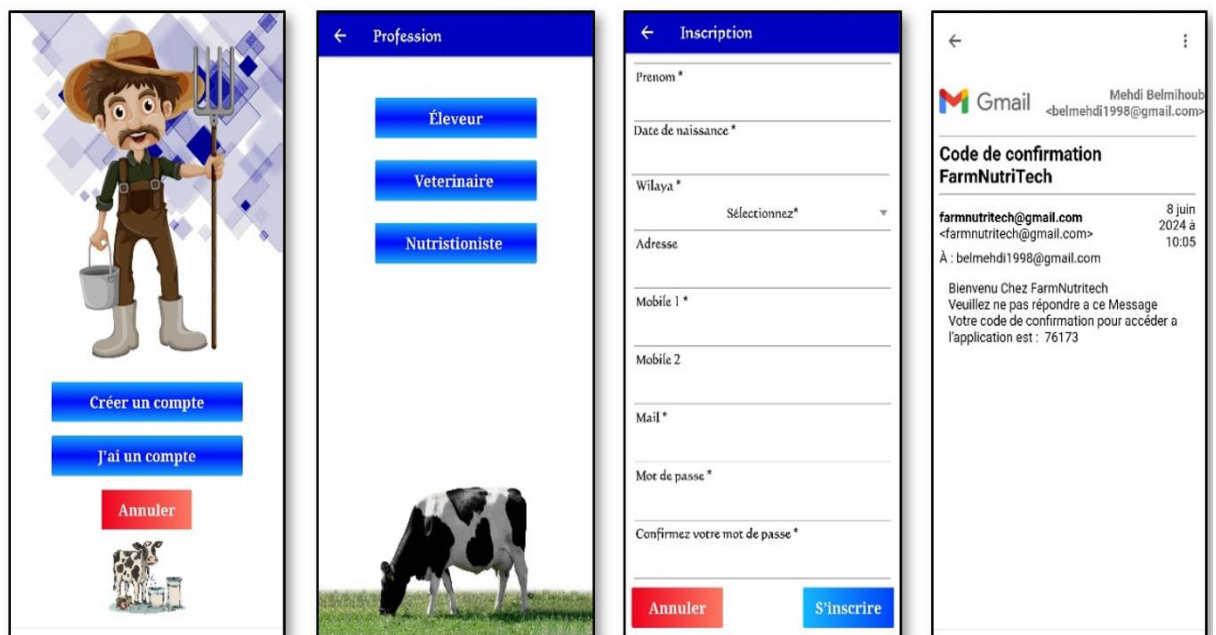 Créer un compte
J'ai un compte
Annuler
Profession
Éleveur
Veterinaire
Nutristioniste
Inscription
Prenom *
Date de naissance *
Wilaya *
Sélectionnez*
Adresse
Mobile 1 *
Mobile 2
Mail *
Mot de passe *
Confirmez votre mot de passe *
Annuler
S'inscrire
Gmail
Mehdi Belmihoub
<belmehdi1998@gmail.com>
Code de confirmation
FarmNutriTech
farmnutritech@gmail.com
<farmnutritech@gmail.com>
8 juin
2024 à
10:05
À : belmehdi1998@gmail.com
Bienvenu Chez FarmNutritech
Veuillez ne pas répondre a ce Message
Votre code de confirmation pour accéder a
l'application est : 76173